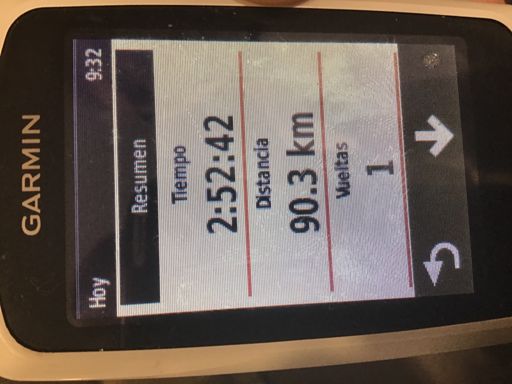 GARMIN
Hoy 9:32
Resumen
Tiempo
2:52:42
Distancia
90.3 km
Vueltas
1